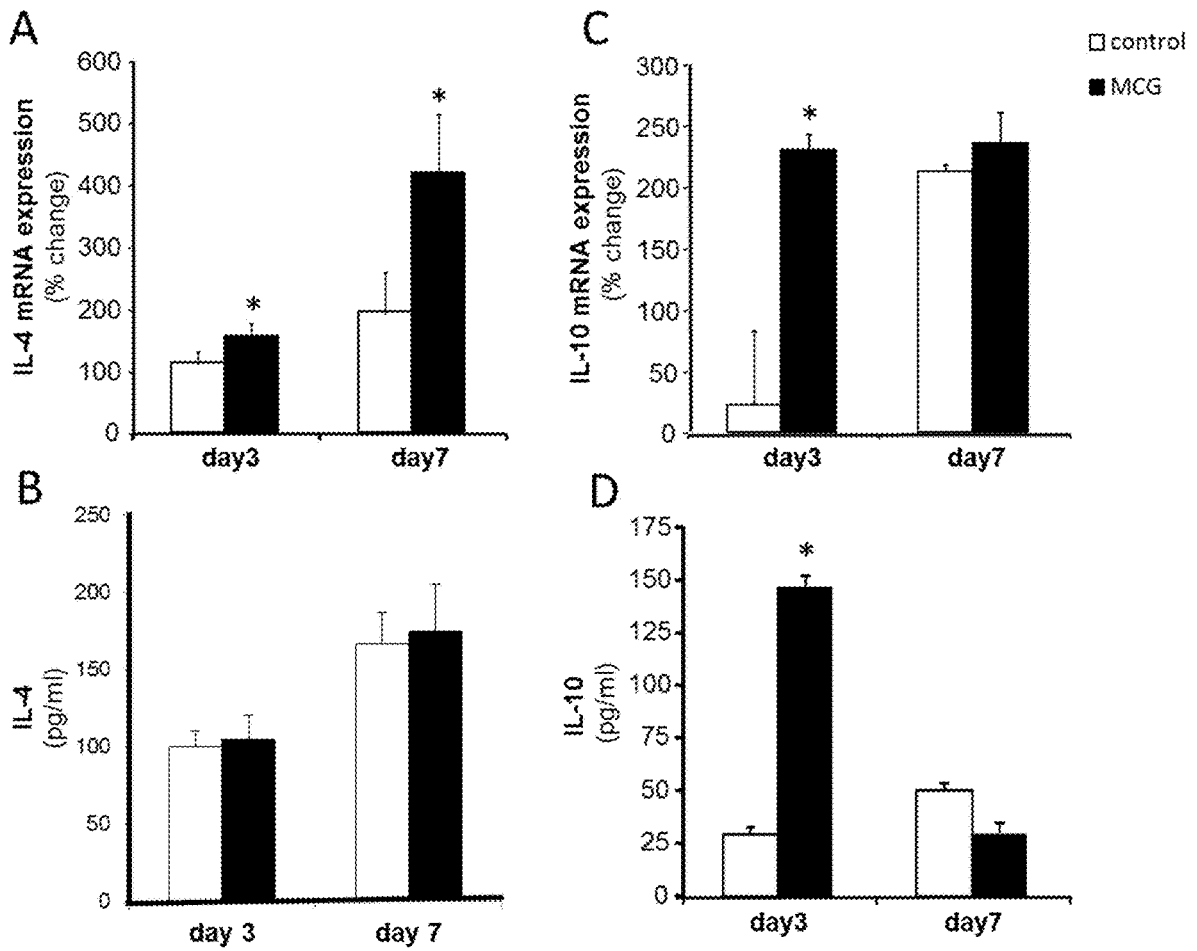 A
IL-4 mRNA expression
(% change)
600
500
400
300
200
100
0
*
*
day3
day7
C
control
MCG
IL-10 mRNA expression
(% change)
300
250
200
150
100
50
0
*
day3
day7
B
IL-4
(pg/ml)
250
200
150
100
50
0
day 3
day 7
D
IL-10
(pg/ml)
175
150
125
100
75
50
25
0
*
day3
day7